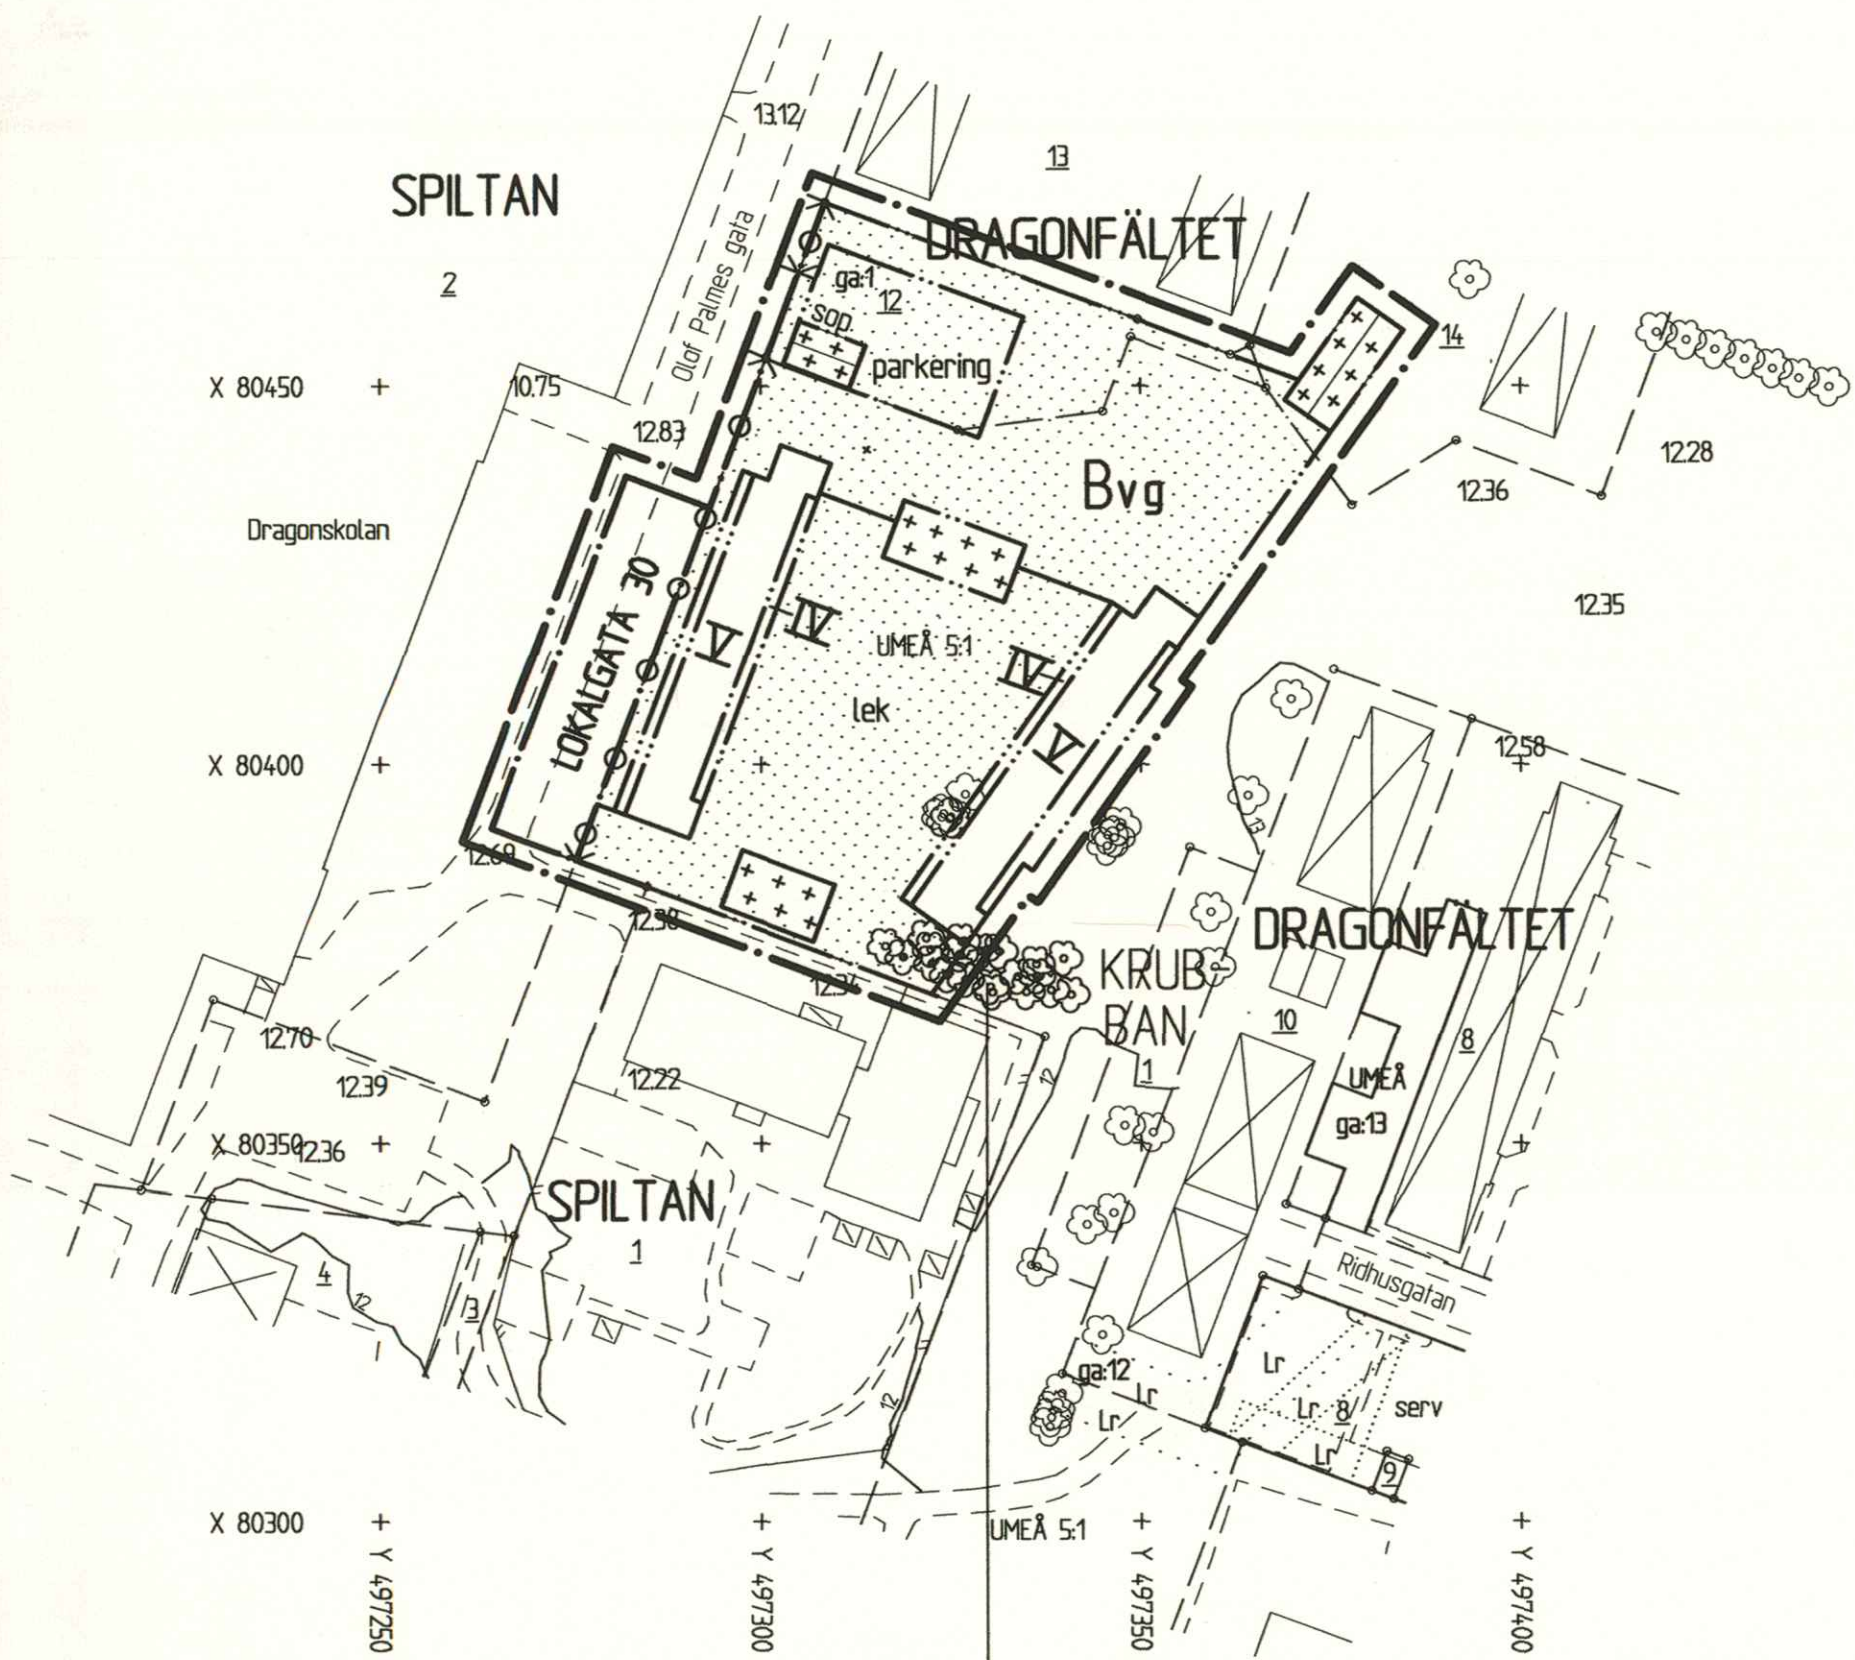 13.12
13
SPILTAN
DRAGONFÄLTET
2
Olof Palmes gata
ga:1
12
sop
14
parkering
X 80450
10.75
12.83
12.28
Bvg
12.36
Dragonskolan
LOKALGATA 30
12.35
V
IV
UMEÅ 5:1
IV
lek
V
12.58
X 80400
13
12.69
12.38
DRAGONFÄLTET
KRUB
BAN
12.70
10
8
12.39
12.22
12
1
UMEÅ
ga:13
X 80350
12.36
SPILTAN
1
4
12
3
Ridhusgatan
ga:12
Lr
Lr
Lr
Lr
8
serv
12
Lr
9
X 80300
UMEÅ 5:1
Y 497250
Y 497300
Y 497350
Y 497400